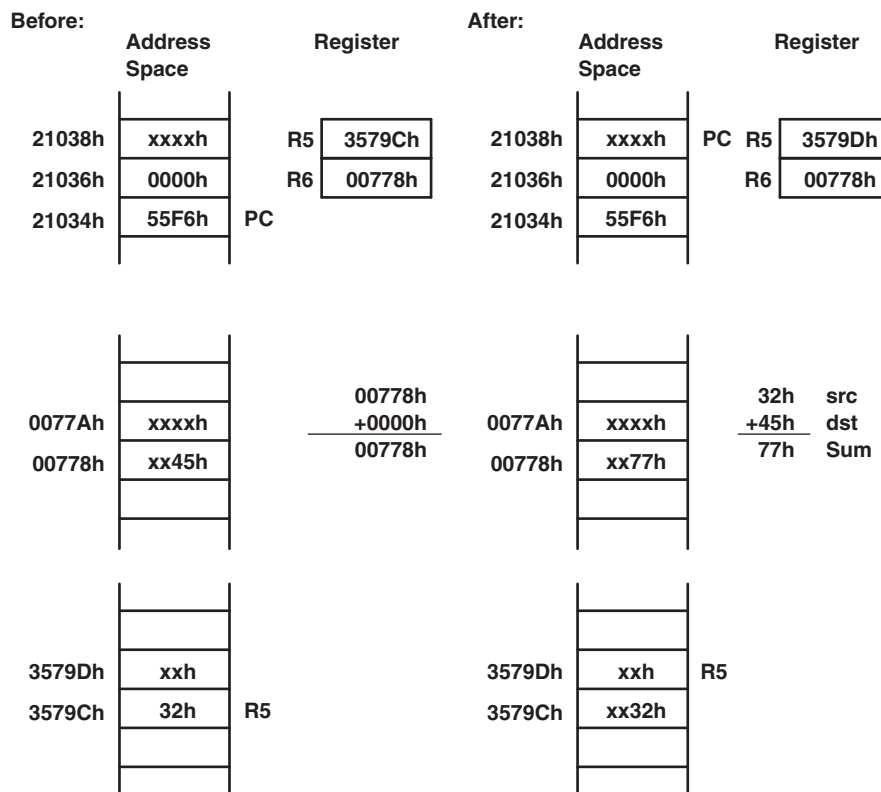 Before:
Address Space
Register
21038h xxxxh R5 3579Ch
21036h 0000h R6 00778h
21034h 55F6h PC
00778h
0077Ah xxxxh +0000h
00778h xx45h 00778h
3579Dh xxh
3579Ch 32h R5
After:
Address Space
Register
21038h xxxxh PC R5 3579Dh
21036h 0000h R6 00778h
21034h 55F6h
32h src
0077Ah xxxxh +45h dst
00778h xx77h 77h Sum
3579Dh xxh R5
3579Ch xx32h